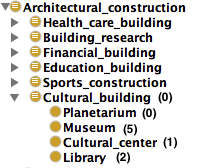 Architectural_construction
Health_care_building
Building_research
Financial_building
Education_building
Sports_construction
Cultural_building (0)
Planetarium (0)
Museum (5)
Cultural_center (1)
Library (2)